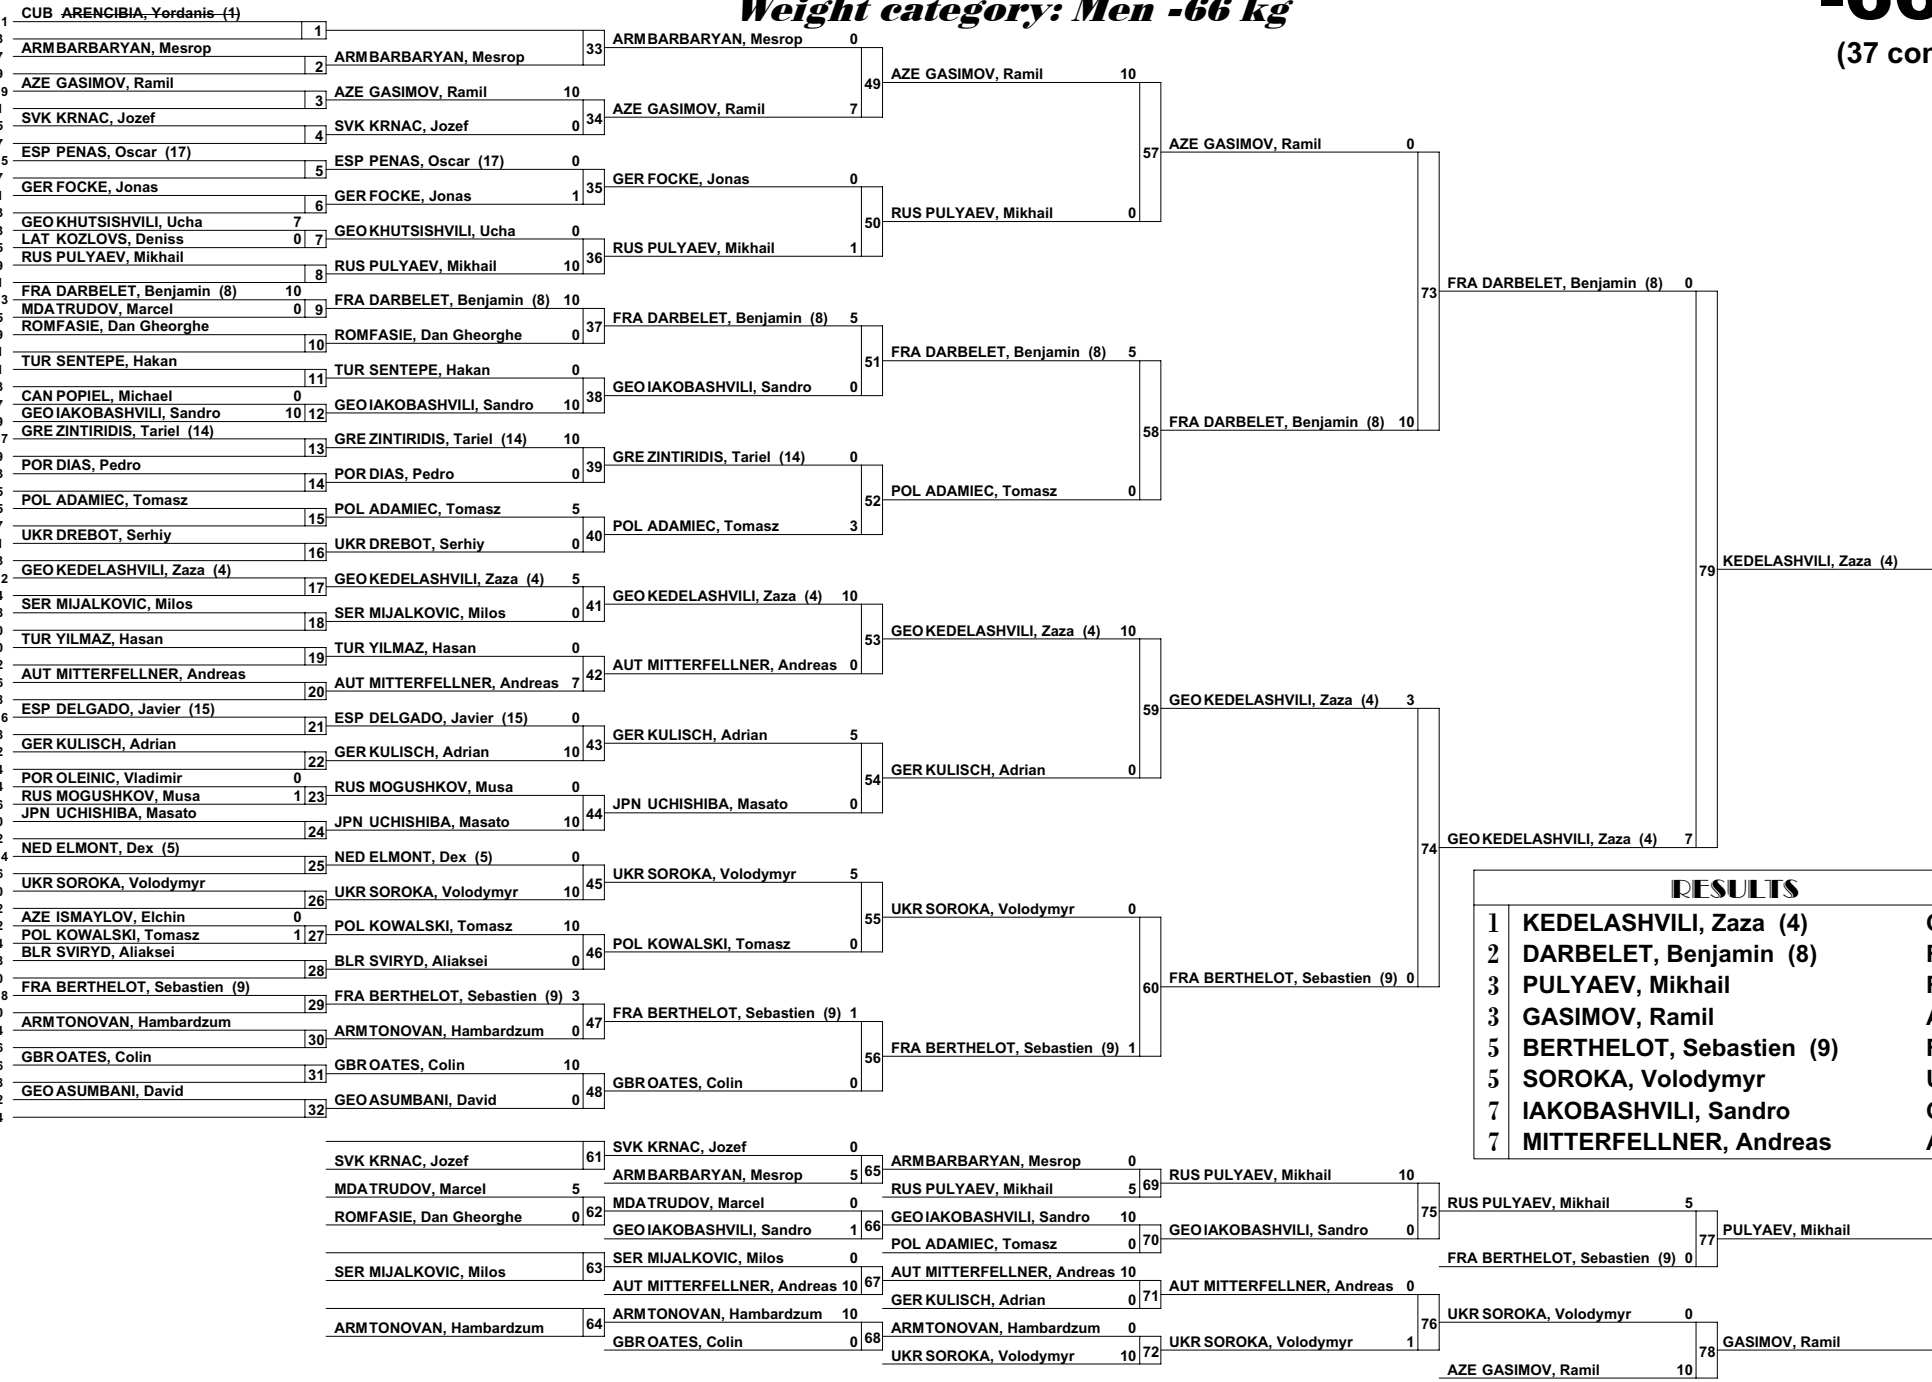 Weight category: Men -66 kg
-66
(37 con
CUB ARENCIBIA, Yordanis (1)
1
ARM BARBARYAN, Mesrop
2
AZE GASIMOV, Ramil
3
SVK KRNAC, Jozef
4
ESP PENAS, Oscar (17)
5
GER FOCKE, Jonas
6
GEO KHUTSISHVILI, Ucha 7
LAT KOZLOVS, Deniss 0 7
RUS PULYAEV, Mikhail
8
FRA DARBELET, Benjamin (8) 10
MDA TRUDOV, Marcel 0 9
ROM FASIE, Dan Gheorghe
10
TUR SENTEPE, Hakan
11
CAN POPIEL, Michael 0
GEO IAKOBASHVILI, Sandro 10 12
GRE ZINTIRIDIS, Tariel (14)
13
POR DIAS, Pedro
14
POL ADAMIEC, Tomasz
15
UKR DREBOT, Serhiy
16
GEO KEDELASHVILI, Zaza (4)
17
SER MIJALKOVIC, Milos
18
TUR YILMAZ, Hasan
19
AUT MITTERFELLNER, Andreas
20
ESP DELGADO, Javier (15)
21
GER KULISCH, Adrian
22
POR OLEINIC, Vladimir 0
RUS MOGUSHKOV, Musa 1 23
JPN UCHISHIBA, Masato
24
NED ELMONT, Dex (5)
25
UKR SOROKA, Volodymyr
26
AZE ISMAYLOV, Elchin 0
POL KOWALSKI, Tomasz 1 27
BLR SVIRYD, Aliaksei
28
FRA BERTHELOT, Sebastien (9)
29
ARM TONOVAN, Hambardzum
30
GBR OATES, Colin
31
GEO ASUMBANI, David
32
33
ARM BARBARYAN, Mesrop
AZE GASIMOV, Ramil 10
SVK KRNAC, Jozef 0 34
ESP PENAS, Oscar (17) 0
GER FOCKE, Jonas 1 35
GEO KHUTSISHVILI, Ucha 0
RUS PULYAEV, Mikhail 10 36
FRA DARBELET, Benjamin (8) 10
ROM FASIE, Dan Gheorghe 0 37
TUR SENTEPE, Hakan 0
GEO IAKOBASHVILI, Sandro 10 38
GRE ZINTIRIDIS, Tariel (14) 10
POR DIAS, Pedro 0 39
POL ADAMIEC, Tomasz 5
UKR DREBOT, Serhiy 0 40
GEO KEDELASHVILI, Zaza (4) 5
SER MIJALKOVIC, Milos 0 41
TUR YILMAZ, Hasan 0
AUT MITTERFELLNER, Andreas 7 42
ESP DELGADO, Javier (15) 0
GER KULISCH, Adrian 10 43
RUS MOGUSHKOV, Musa 0
JPN UCHISHIBA, Masato 10 44
NED ELMONT, Dex (5) 0
UKR SOROKA, Volodymyr 10 45
POL KOWALSKI, Tomasz 10
BLR SVIRYD, Aliaksei 0 46
FRA BERTHELOT, Sebastien (9) 3
ARM TONOVAN, Hambardzum 0 47
GBR OATES, Colin 10
GEO ASUMBANI, David 0 48
ARM BARBARYAN, Mesrop 0
49
AZE GASIMOV, Ramil 7
GER FOCKE, Jonas 0
50
RUS PULYAEV, Mikhail 1
FRA DARBELET, Benjamin (8) 5
51
GEO IAKOBASHVILI, Sandro 0
GRE ZINTIRIDIS, Tariel (14) 0
52
POL ADAMIEC, Tomasz 3
GEO KEDELASHVILI, Zaza (4) 10
53
AUT MITTERFELLNER, Andreas 0
GER KULISCH, Adrian 5
54
JPN UCHISHIBA, Masato 0
UKR SOROKA, Volodymyr 5
55
POL KOWALSKI, Tomasz 0
FRA BERTHELOT, Sebastien (9) 1
56
GBR OATES, Colin 0
AZE GASIMOV, Ramil 10
57
RUS PULYAEV, Mikhail 0
FRA DARBELET, Benjamin (8) 5
58
POL ADAMIEC, Tomasz 0
GEO KEDELASHVILI, Zaza (4) 10
59
GER KULISCH, Adrian 0
UKR SOROKA, Volodymyr 0
60
FRA BERTHELOT, Sebastien (9) 1
AZE GASIMOV, Ramil 0
73
FRA DARBELET, Benjamin (8) 10
GEO KEDELASHVILI, Zaza (4) 3
74
FRA BERTHELOT, Sebastien (9) 0
FRA DARBELET, Benjamin (8) 0
79
GEO KEDELASHVILI, Zaza (4) 7
KEDELASHVILI, Zaza (4)
RESULTS
1 KEDELASHVILI, Zaza (4)
2 DARBELET, Benjamin (8)
3 PULYAEV, Mikhail
3 GASIMOV, Ramil
5 BERTHELOT, Sebastien (9)
5 SOROKA, Volodymyr
7 IAKOBASHVILI, Sandro
7 MITTERFELLNER, Andreas
SVK KRNAC, Jozef 61
MDA TRUDOV, Marcel 5
ROM FASIE, Dan Gheorghe 0 62
SER MIJALKOVIC, Milos 63
ARM TONOVAN, Hambardzum 64
SVK KRNAC, Jozef 0
ARM BARBARYAN, Mesrop 5 65
MDA TRUDOV, Marcel 0
GEO IAKOBASHVILI, Sandro 1 66
SER MIJALKOVIC, Milos 0
AUT MITTERFELLNER, Andreas 10 67
ARM TONOVAN, Hambardzum 10
GBR OATES, Colin 0 68
ARM BARBARYAN, Mesrop 0
RUS PULYAEV, Mikhail 5 69
GEO IAKOBASHVILI, Sandro 10
POL ADAMIEC, Tomasz 0 70
AUT MITTERFELLNER, Andreas 10
GER KULISCH, Adrian 0 71
ARM TONOVAN, Hambardzum 0
UKR SOROKA, Volodymyr 10 72
RUS PULYAEV, Mikhail 10
75
GEO IAKOBASHVILI, Sandro 0
AUT MITTERFELLNER, Andreas 0
76
UKR SOROKA, Volodymyr 1
RUS PULYAEV, Mikhail 5
77
FRA BERTHELOT, Sebastien (9) 0
UKR SOROKA, Volodymyr 0
78
AZE GASIMOV, Ramil 10
PULYAEV, Mikhail
GASIMOV, Ramil